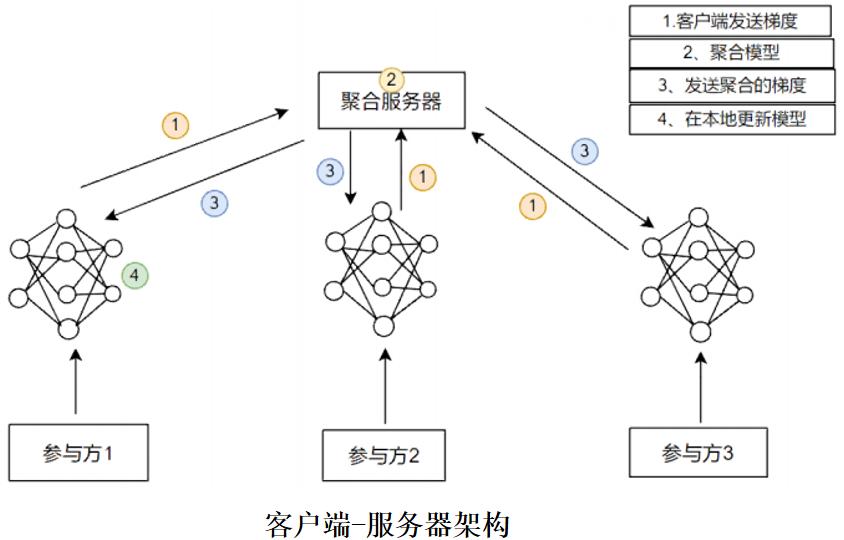 1.客户端发送梯度
2、聚合模型
3、发送聚合的梯度
4、在本地更新模型
2
聚合服务器
1
3
3
1
3
1
4
参与方1
参与方2
参与方3
客户端-服务器架构